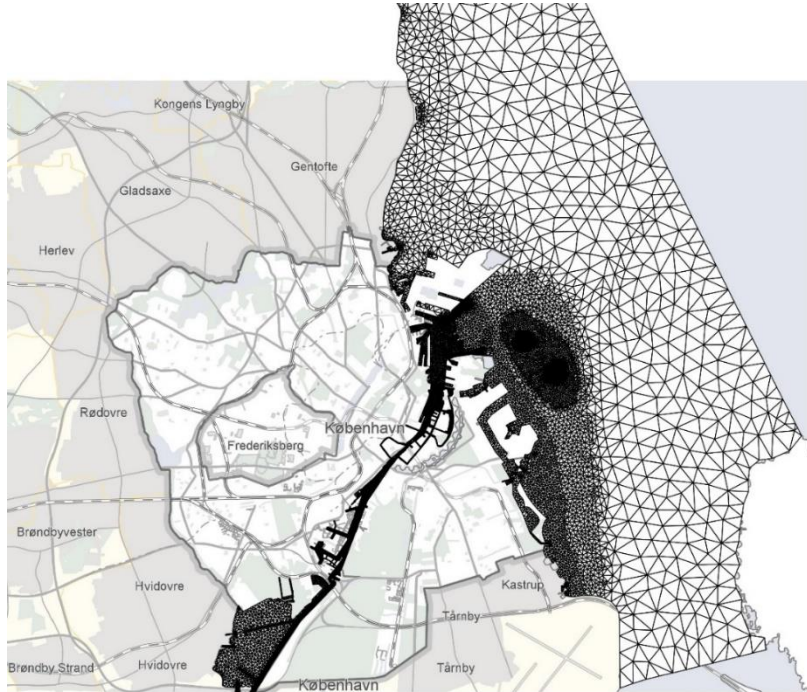 Kongens Lyngby
Gentofte
Gladsaxe
Herlev
Rødovre
København
Frederiksberg
Brøndbyvester
Hvidovre
Kastrup
Tårnby
Brøndby Strand
Hvidovre
Tårnby
København